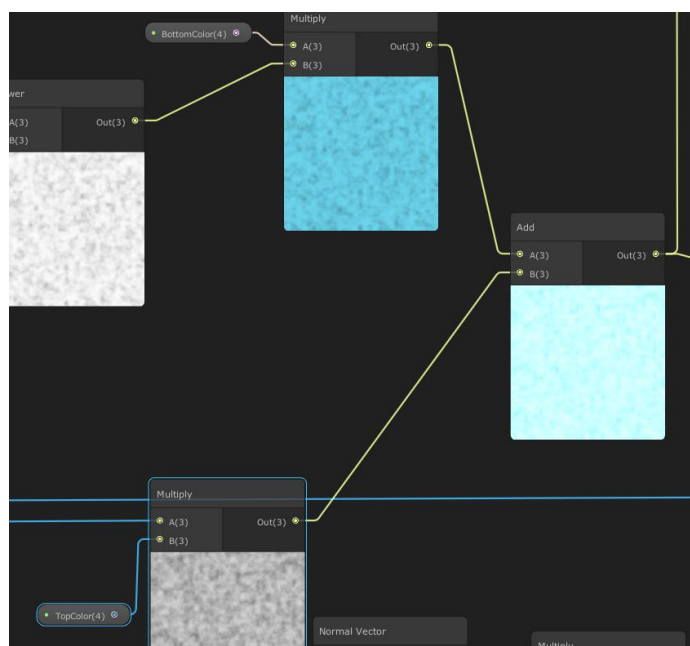 Multiply
BottomColor(4)
A(3) Out(3)
B(3)
wer
A(3) Out(3)
B(3)
Add
A(3) Out(3)
B(3)
Multiply
A(3) Out(3)
B(3)
TopColor(4)
Normal Vector
Multiply